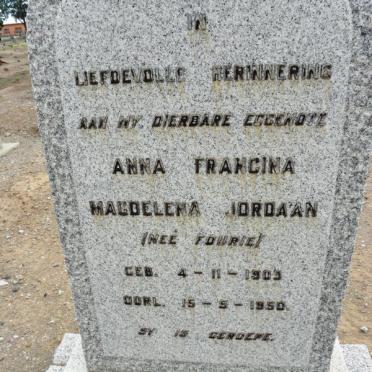 IN
LIEFDEVOLLE HERINNERING
AAN MY DIERBARE EGGENOTE
ANNA FRANCINA
MAGDELENA JORDAAN
(NEÉ FOURIE)
GEB. 4-11-1903
OORL. 15-5-1950.
SY IS GEROEPE.